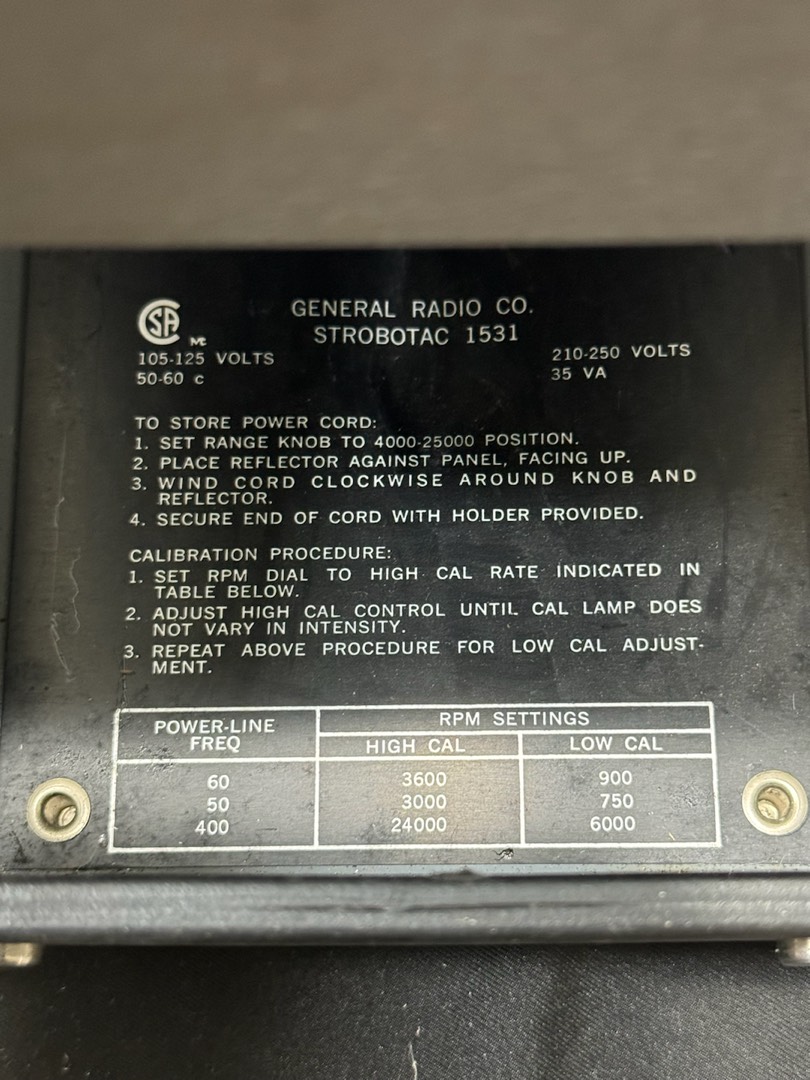 CSA
GENERAL RADIO CO.
STROBOTAC 1531
105-125 VOLTS
50-60 c
210-250 VOLTS
35 VA
TO STORE POWER CORD:
1. SET RANGE KNOB TO 4000-25000 POSITION.
2. PLACE REFLECTOR AGAINST PANEL, FACING UP.
3. WIND CORD CLOCKWISE AROUND KNOB AND
REFLECTOR.
4. SECURE END OF CORD WITH HOLDER PROVIDED.
CALIBRATION PROCEDURE:
1. SET RPM DIAL TO HIGH CAL RATE INDICATED IN
TABLE BELOW.
2. ADJUST HIGH CAL CONTROL UNTIL CAL LAMP DOES
NOT VARY IN INTENSITY.
3. REPEAT ABOVE PROCEDURE FOR LOW CAL ADJUST-
MENT.
POWER-LINE
FREQ
RPM SETTINGS
HIGH CAL LOW CAL
60 3600 900
50 3000 750
400 24000 6000